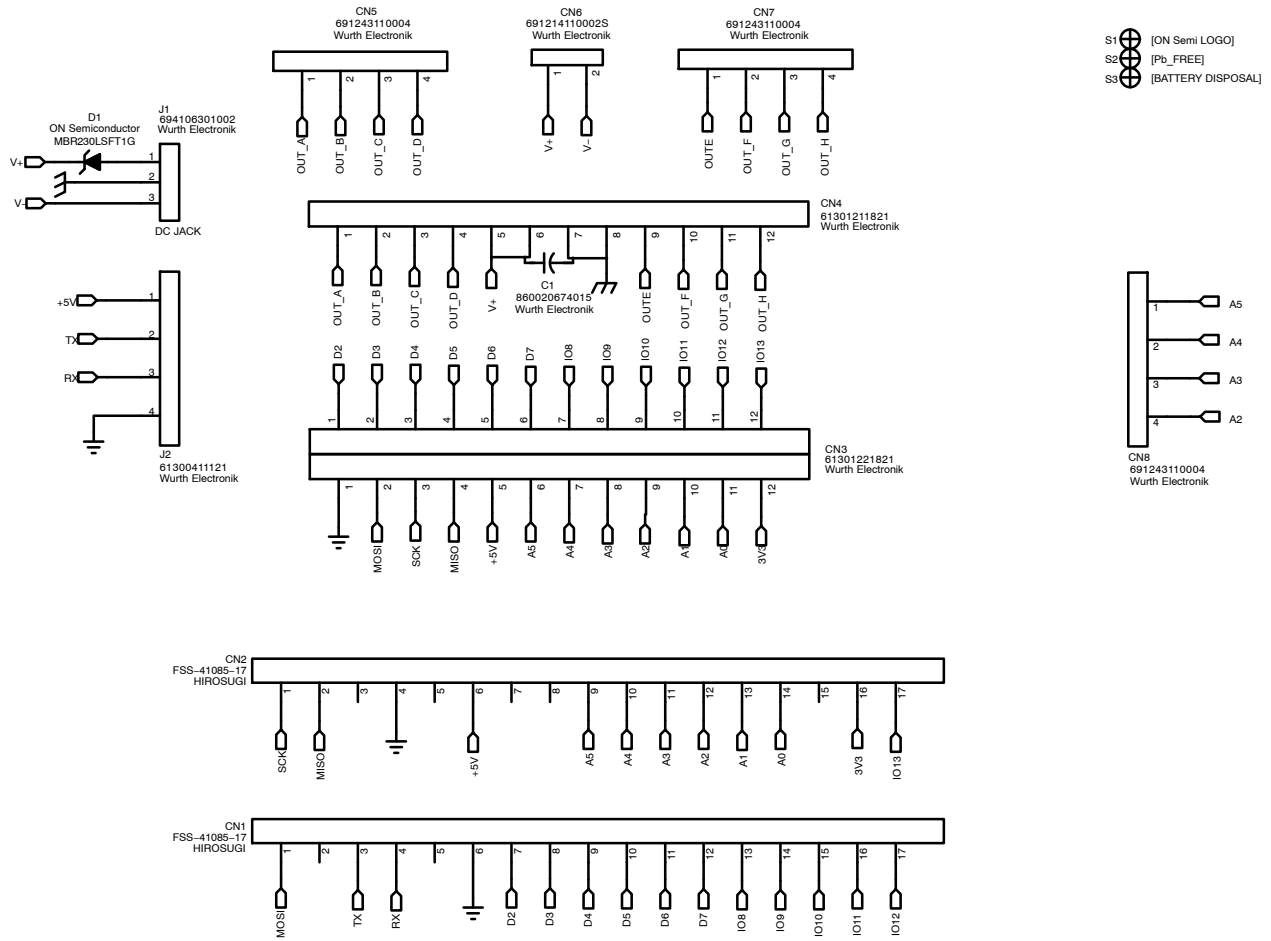 CN5
691243110004
Wurth Electronik
1
2
3
4
OUT_A
OUT_B
OUT_C
OUT_D
CN6
691214110002S
Wurth Electronik
1
2
V+
V-
CN7
691243110004
Wurth Electronik
1
2
3
4
OUTE
OUT_F
OUT_G
OUT_H
S1 [ON Semi LOGO]
S2 [Pb_FREE]
S3 [BATTERY DISPOSAL]
D1
ON Semiconductor
MBR230LSFT1G
J1
694106301002
Wurth Electronik
V+
1
2
V-
3
DC JACK
CN4
61301211821
Wurth Electronik
1
2
3
4
5
6
7
8
9
10
11
12
OUT_A
OUT_B
OUT_C
OUT_D
V+
C1
860020674015
Wurth Electronik
OUTE
OUT_F
OUT_G
OUT_H
+5V
1
TX
2
RX
3
4
J2
61300411121
Wurth Electronik
D2
D3
D4
D5
D6
D7
IO8
IO9
IO10
IO11
IO12
IO13
1
2
3
4
5
6
7
8
9
10
11
12
CN3
61301221821
Wurth Electronik
1
2
3
4
5
6
7
8
9
10
11
12
MOSI
SCK
MISO
+5V
A5
A4
A3
A2
A1
A0
3V3
1
A5
2
A4
3
A3
4
A2
CN8
691243110004
Wurth Electronik
CN2
FSS-41085-17
HIROSUGI
1
2
3
4
5
6
7
8
9
10
11
12
13
14
15
16
17
SCK
MISO
+5V
A5
A4
A3
A2
A1
A0
3V3
IO13
CN1
FSS-41085-17
HIROSUGI
1
2
3
4
5
6
7
8
9
10
11
12
13
14
15
16
17
MOSI
TX
RX
D2
D3
D4
D5
D6
D7
IO8
IO9
IO10
IO11
IO12